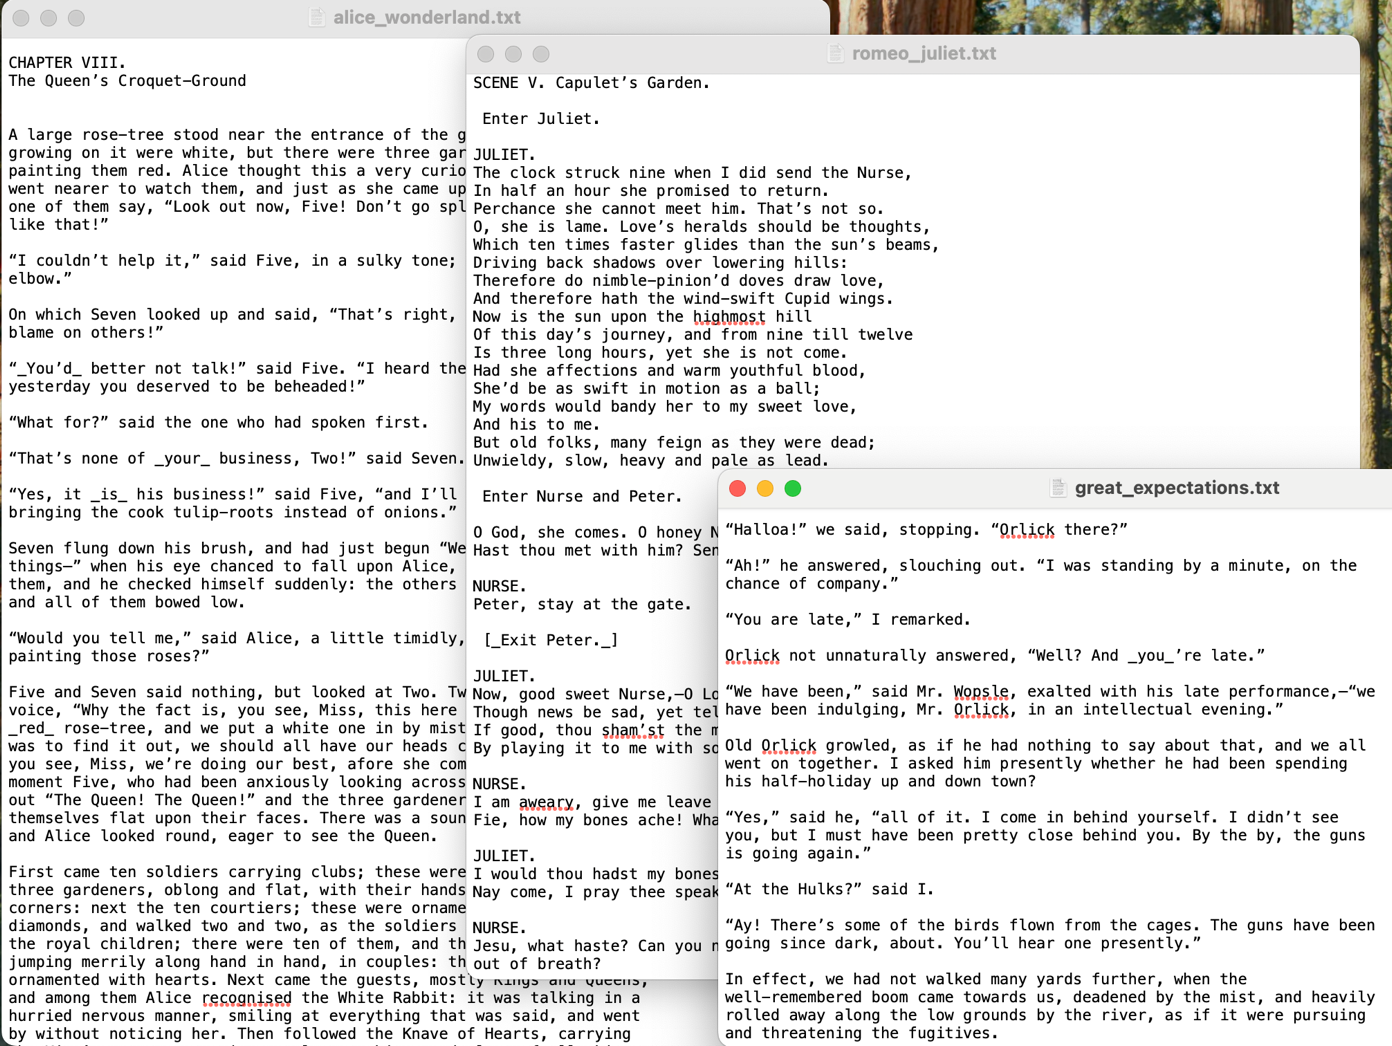 alice_wonderland.txt
CHAPTER VIII.
The Queen’s Croquet–Ground
A large rose–tree stood near the entrance of the
growing on it were white, but there were three
painting them red. Alice thought this a very
went nearer to watch them, and just as she came up
one of them say, “Look out now, Five! Don’t go
like that!”
“I couldn’t help it,” said Five, in a sulky tone;
elbow.”
On which Seven looked up and said, “That’s right,
blame on others!”
“_You’d_ better not talk!” said Five. “I heard the
yesterday you deserved to be beheaded!”
“What for?” said the one who had spoken first.
“That’s none of _your_ business, Two!” said Seven.
“Yes, it _is_ his business!” said Five, “and I’ll
bringing the cook tulip–roots instead of onions.”
Seven flung down his brush, and had just begun
things—” when his eye chanced to fall upon Alice,
them, and he checked himself suddenly: the others
and all of them bowed low.
“Would you tell me,” said Alice, a little timidly,
painting those roses?”
Five and Seven said nothing, but looked at Two.
voice, “Why the fact is, you see, Miss, this here
_red_ rose–tree, and we put a white one in by
was to find it out, we should all have our heads
you see, Miss, we’re doing our best, afore she
moment Five, who had been anxiously looking across
out “The Queen! The Queen!” and the three
themselves flat upon their faces. There was a
and Alice looked round, eager to see the Queen.
First came ten soldiers carrying clubs; these were
three gardeners, oblong and flat, with their hands
corners: next the ten courtiers; these were
diamonds, and walked two and two, as the soldiers
the royal children; there were ten of them, and
jumping merrily along hand in hand, in couples:
ornamented with hearts. Next came the guests, mostly Kings and Queens,
and among them Alice recognised the White Rabbit: it was talking in a
hurried nervous manner, smiling at everything that was said, and went
by without noticing her. Then followed the Knave of Hearts, carrying
romeo_juliet.txt
SCENE V. Capulet’s Garden.
Enter Juliet.
JULIET.
The clock struck nine when I did send the Nurse,
In half an hour she promised to return.
Perchance she cannot meet him. That’s not so.
O, she is lame. Love’s heralds should be thoughts,
Which ten times faster glides than the sun’s beams,
Driving back shadows over lowering hills:
Therefore do nimble–pinion’d doves draw love,
And therefore hath the wind–swift Cupid wings.
Now is the sun upon the highmost hill
Of this day’s journey, and from nine till twelve
Is three long hours, yet she is not come.
Had she affections and warm youthful blood,
She’d be as swift in motion as a ball;
My words would bandy her to my sweet love,
And his to me.
But old folks, many feign as they were dead;
Unwieldy, slow, heavy and pale as lead.
Enter Nurse and Peter.
O God, she comes. O honey
Hast thou met with him?
NURSE.
Peter, stay at the gate.
[_Exit Peter._]
JULIET.
Now, good sweet Nurse,—O
Though news be sad, yet
If good, thou sham’st the
By playing it to me with
NURSE.
I am aweary, give me leave
Fie, how my bones ache!
JULIET.
I would thou hadst my bones
Nay come, I pray thee speak
NURSE.
Jesu, what haste? Can you
out of breath?
great_expectations.txt
“Halloa!” we said, stopping. “Orlick there?”
“Ah!” he answered, slouching out. “I was standing by a minute, on the
chance of company.”
“You are late,” I remarked.
Orlick not unnaturally answered, “Well? And _you_’re late.”
“We have been,” said Mr. Wopsle, exalted with his late performance,—“we
have been indulging, Mr. Orlick, in an intellectual evening.”
Old Orlick growled, as if he had nothing to say about that, and we all
went on together. I asked him presently whether he had been spending
his half–holiday up and down town?
“Yes,” said he, “all of it. I come in behind yourself. I didn’t see
you, but I must have been pretty close behind you. By the by, the guns
is going again.”
“At the Hulks?” said I.
“Ay! There’s some of the birds flown from the cages. The guns have been
going since dark, about. You’ll hear one presently.”
In effect, we had not walked many yards further, when the
well–remembered boom came towards us, deadened by the mist, and heavily
rolled away along the low grounds by the river, as if it were pursuing
and threatening the fugitives.